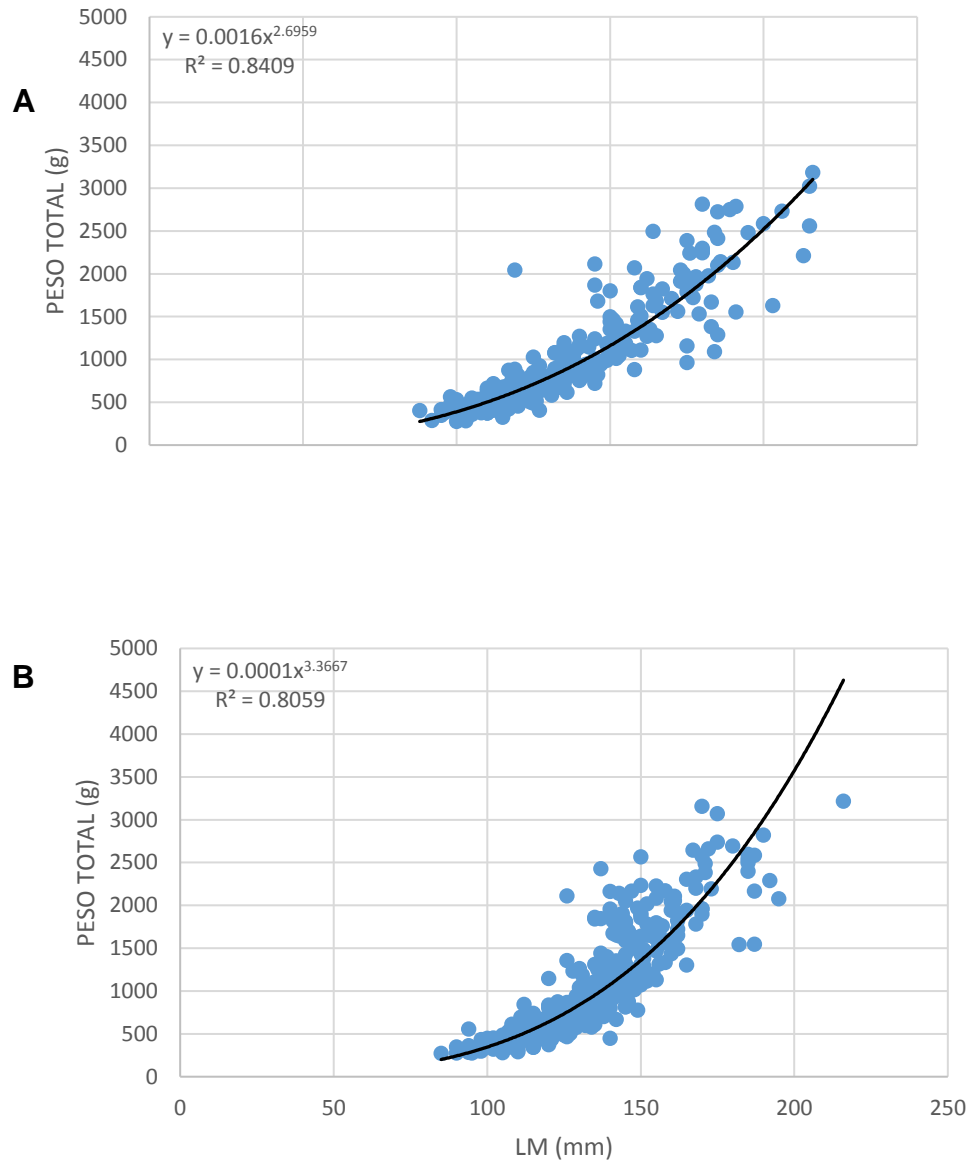 A
PESO TOTAL (g)
5000
4500
4000
3500
3000
2500
2000
1500
1000
500
0
y = 0.0016x^2.6959
R² = 0.8409
B
PESO TOTAL (g)
5000
4500
4000
3500
3000
2500
2000
1500
1000
500
0
y = 0.0001x^3.3667
R² = 0.8059
0 50 100 150 200 250
LM (mm)